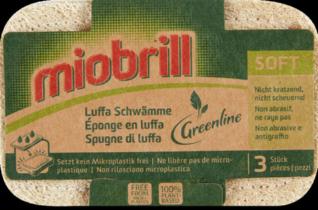 miobrill
SOFT
Luffa Schwämme
Éponge en luffa
Spugne di luffa
Greenline
Nicht kratzend,
nicht scheuernd
Non abrasif,
ne raye pas
Non abrasive e
antigraffio
Setzt kein Mikroplastik frei | Ne libère pas de micro-
plastique | Non rilasciano microplastica
3 Stück
pièces / pezzi
FREE
FROM
100%
PLANT-
BASED